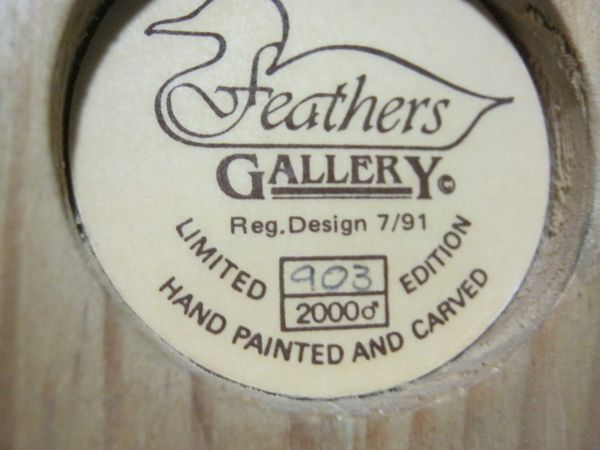 Feathers
GALLERY©
Reg.Design 7/91
LIMITED EDITION
903
2000♂
HAND PAINTED AND CARVED